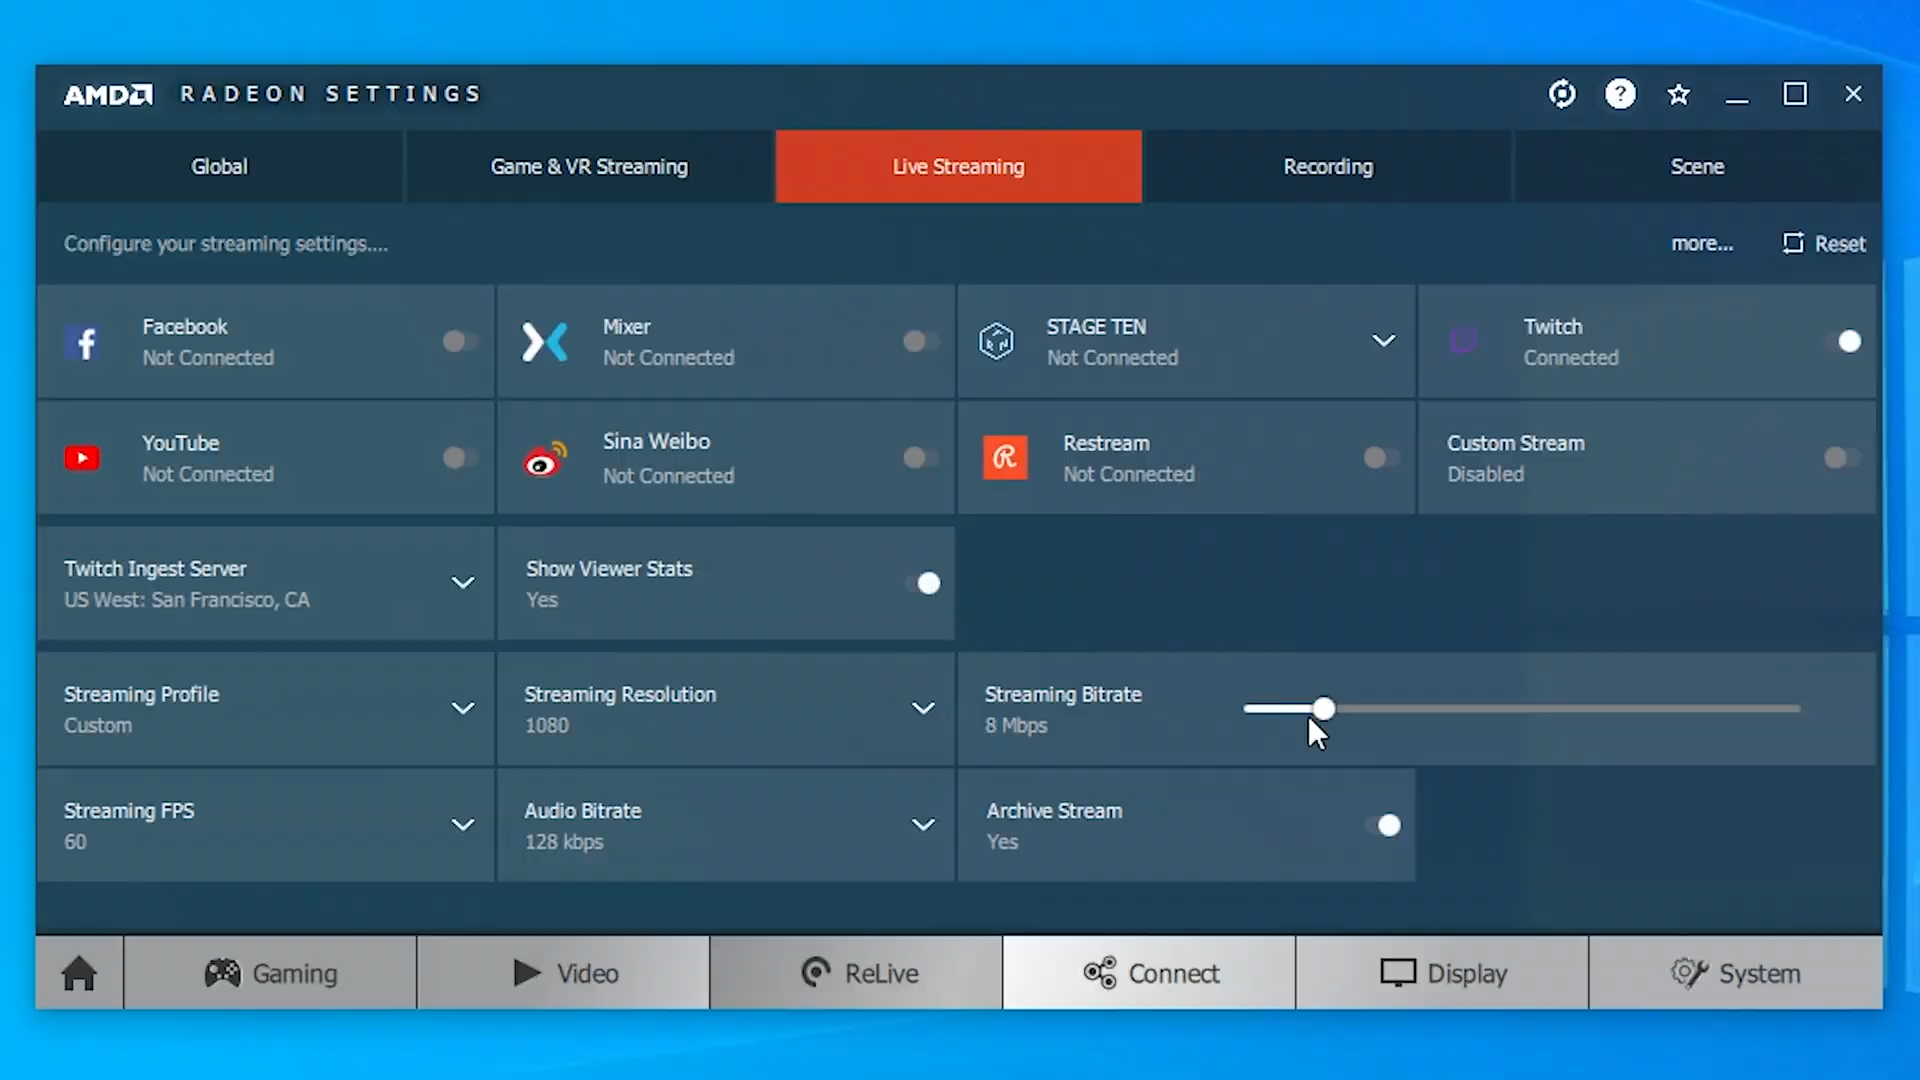 AMD RADEON SETTINGS
?
Global
Game & VR Streaming
Live Streaming
Recording
Scene
Configure your streaming settings....
more...
Reset
Facebook
Not Connected
Mixer
Not Connected
STAGE TEN
Not Connected
Twitch
Connected
YouTube
Not Connected
Sina Weibo
Not Connected
Restream
Not Connected
Custom Stream
Disabled
Twitch Ingest Server
US West: San Francisco, CA
Show Viewer Stats
Yes
Streaming Profile
Custom
Streaming Resolution
1080
Streaming Bitrate
8 Mbps
Streaming FPS
60
Audio Bitrate
128 kbps
Archive Stream
Yes
Gaming
Video
ReLive
Connect
Display
System